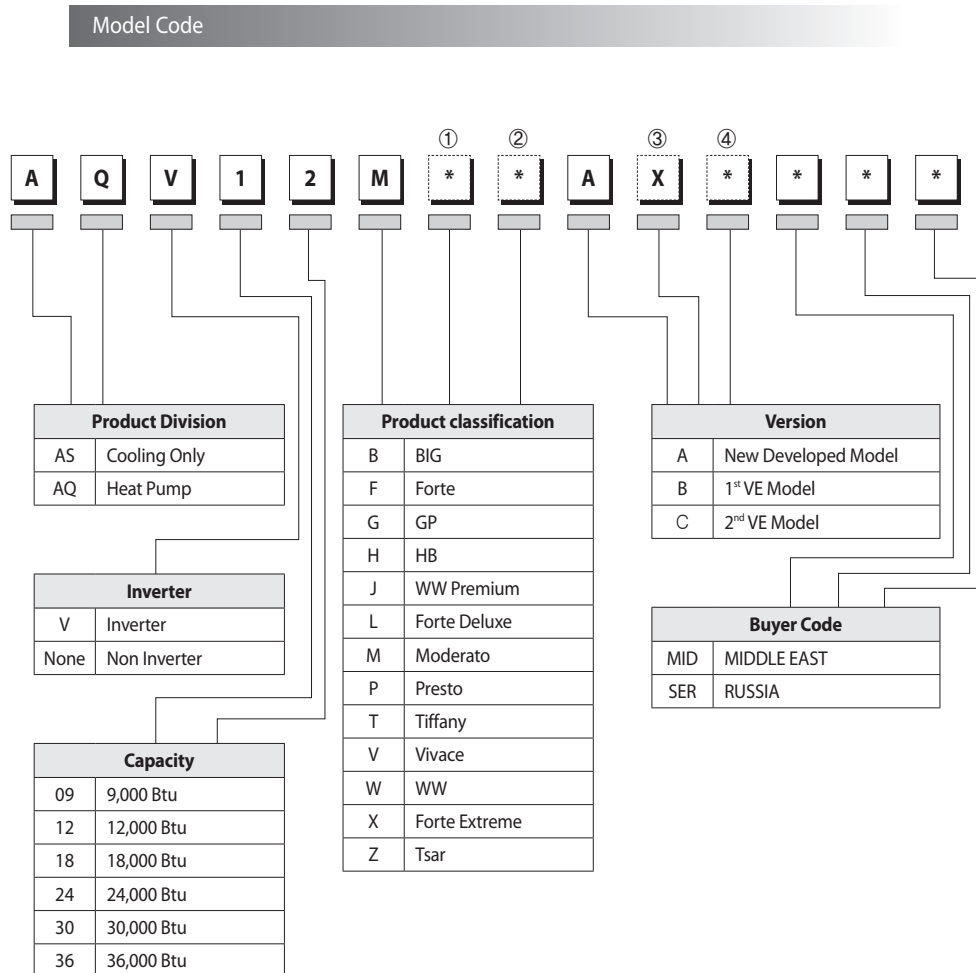 Model Code
① ② ③ ④
A Q V 1 2 M * * A X * * * *
Product Division
AS Cooling Only
AQ Heat Pump
Inverter
V Inverter
None Non Inverter
Capacity
09 9,000 Btu
12 12,000 Btu
18 18,000 Btu
24 24,000 Btu
30 30,000 Btu
36 36,000 Btu
Product classification
B BIG
F Forte
G GP
H HB
J WW Premium
L Forte Deluxe
M Moderato
P Presto
T Tiffany
V Vivace
W WW
X Forte Extreme
Z Tsar
Version
A New Developed Model
B 1st VE Model
C 2nd VE Model
Buyer Code
MID MIDDLE EAST
SER RUSSIA